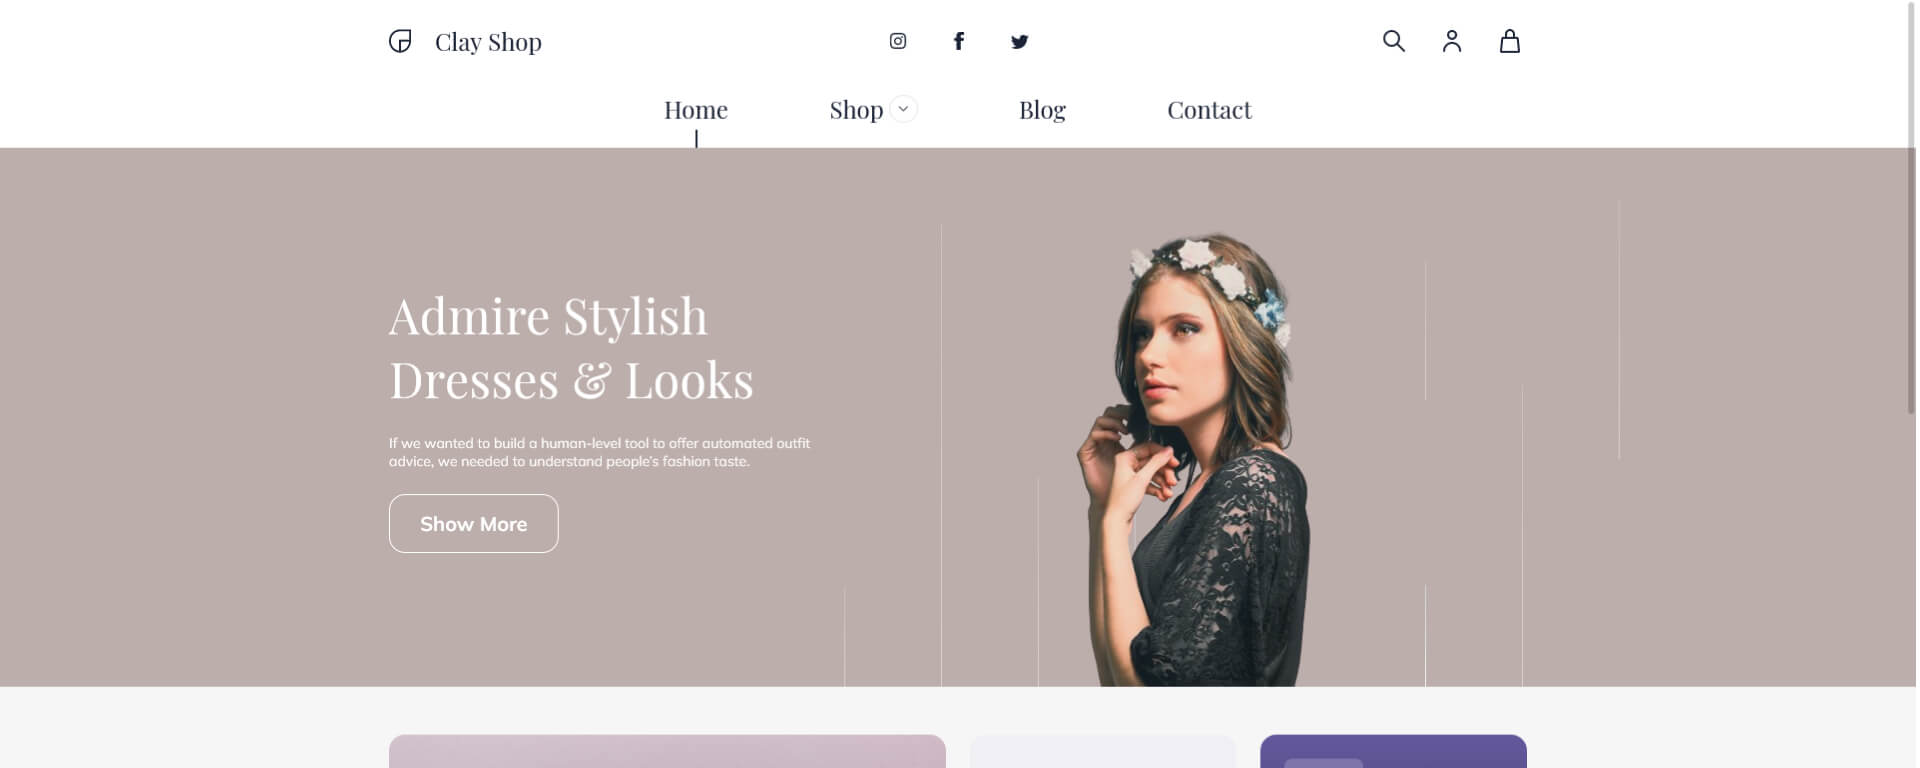 Clay Shop
Home
Shop
Blog
Contact
Admire Stylish
Dresses & Looks
If we wanted to build a human-level tool to offer automated outfit
advice, we needed to understand people's fashion taste.
Show More